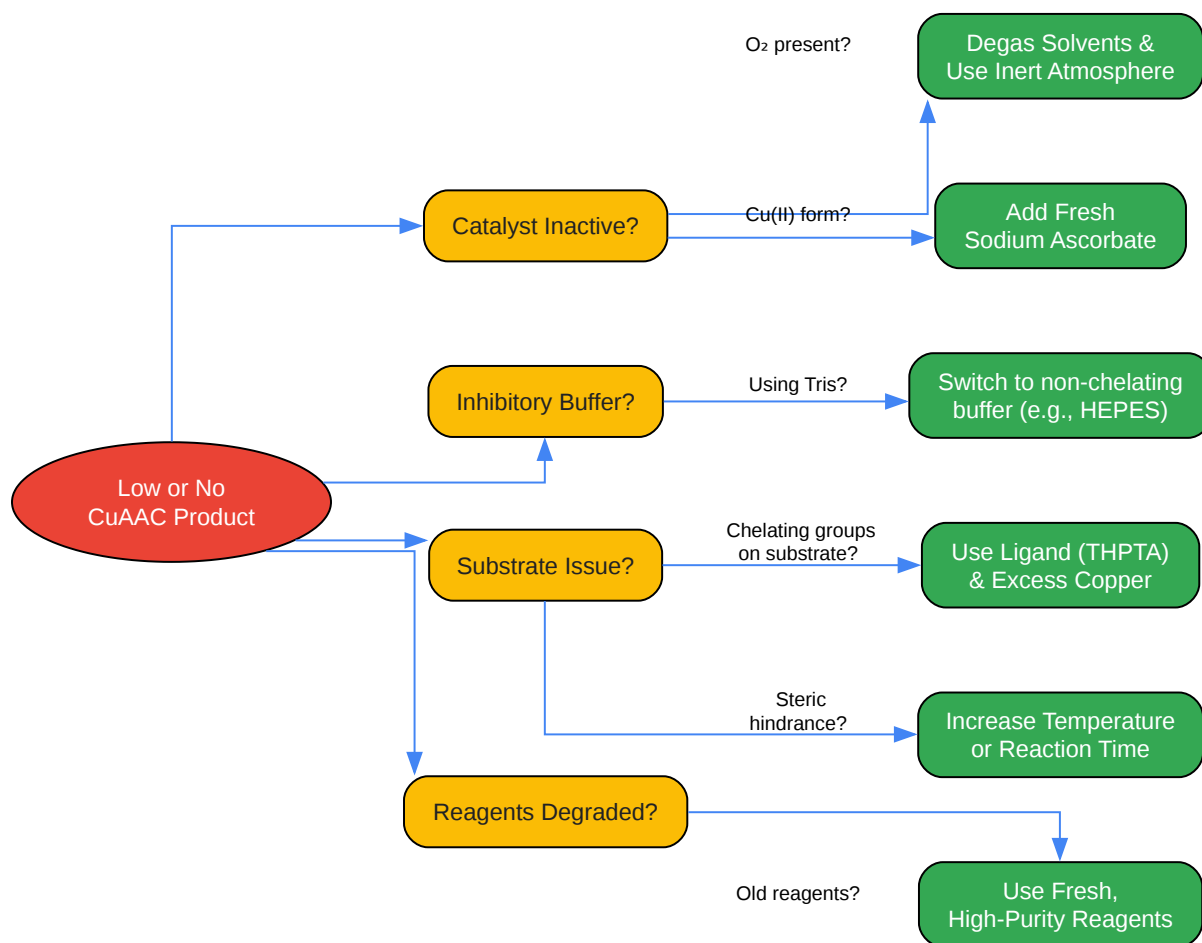 O₂ present?
Degas Solvents &
Use Inert Atmosphere
Catalyst Inactive?
Cu(II) form?
Add Fresh
Sodium Ascorbate
Inhibitory Buffer?
Using Tris?
Switch to non-chelating
buffer (e.g., HEPES)
Low or No
CuAAC Product
Substrate Issue?
Chelating groups
on substrate?
Use Ligand (THPTA)
& Excess Copper
Steric
hindrance?
Increase Temperature
or Reaction Time
Reagents Degraded?
Old reagents?
Use Fresh,
High-Purity Reagents